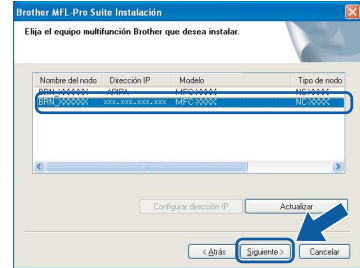 Brother MFL-Pro Suite Instalación
Elija el equipo multifunción Brother que desea instalar.
Nombre del nodo Dirección IP Modelo Tipo de nodo
BRN_XXXXXX APIPA MFC-XXXX NC-XXXX
BRN_XXXXXX xxx.xxx.xxx.xxx MFC-XXXX NC-XXXX
Configurar dirección IP Actualizar
< Atrás Siguiente > Cancelar